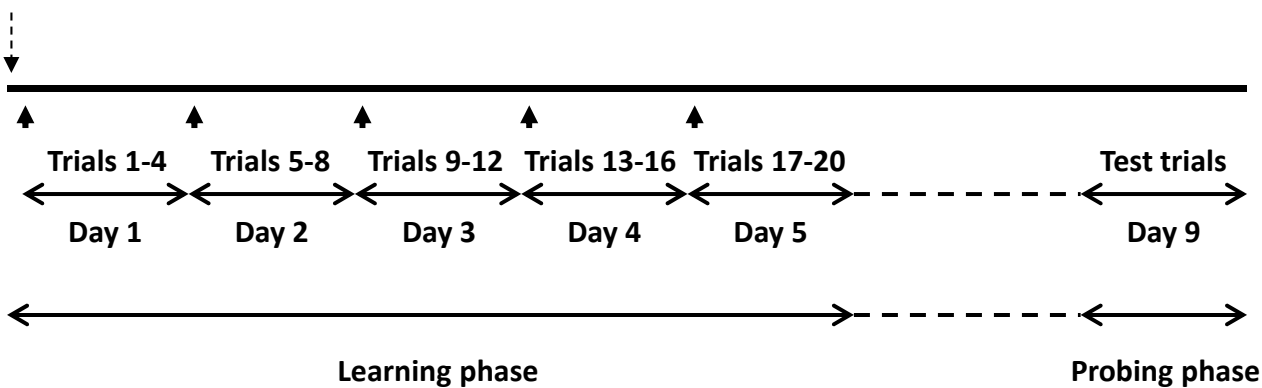 Trials 1-4 Trials 5-8 Trials 9-12 Trials 13-16 Trials 17-20 Test trials
Day 1 Day 2 Day 3 Day 4 Day 5 Day 9
Learning phase Probing phase